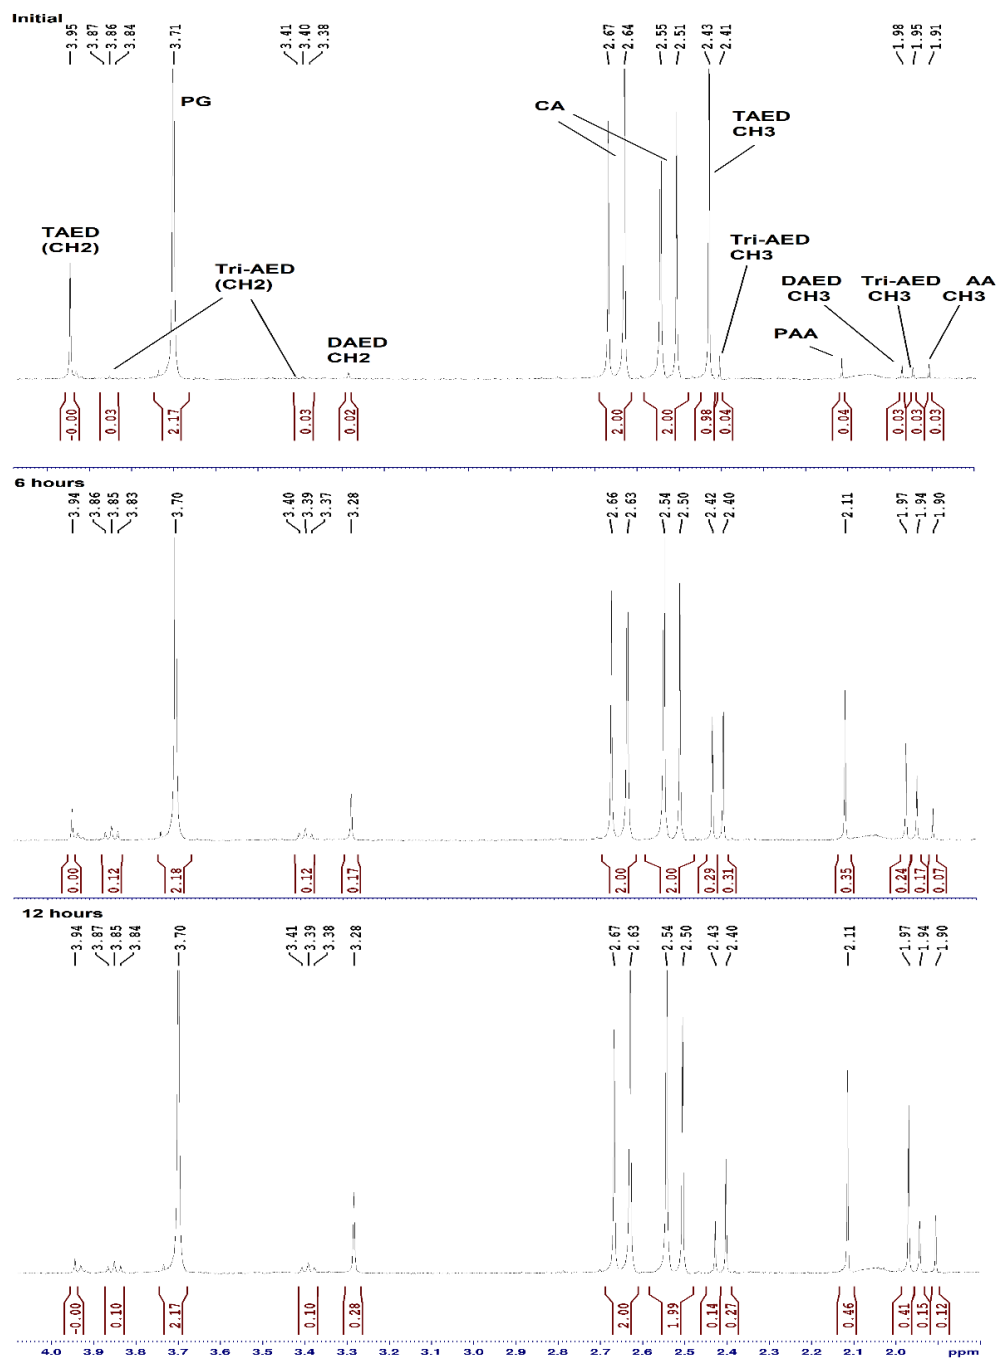 Initial
3.95 3.87 3.86 3.84 3.71 3.41 3.40 3.38 2.67 2.64 2.55 2.51 2.43 2.41 1.98 1.95 1.91
PG
CA
TAED
CH3
TAED
(CH2)
Tri-AED
(CH2)
Tri-AED
CH3
DAED
CH3
Tri-AED
CH3
AA
CH3
DAED
CH2
PAA
-0.00 0.03 2.17 0.03 0.02 2.00 2.00 0.98 0.04 0.04 0.03 0.03 0.03
6 hours
3.94 3.86 3.85 3.83 3.70 3.40 3.39 3.37 3.28 2.66 2.63 2.54 2.50 2.42 2.40 2.11 1.97 1.94 1.90
0.00 0.12 2.18 0.12 0.17 2.00 2.00 0.29 0.31 0.35 0.24 0.17 0.07
12 hours
3.94 3.87 3.85 3.84 3.70 3.41 3.39 3.38 3.28 2.67 2.63 2.54 2.50 2.43 2.40 2.11 1.97 1.94 1.90
-0.00 0.10 2.17 0.10 0.28 2.00 1.99 0.14 0.27 0.46 0.41 0.15 0.12
4.0 3.9 3.8 3.7 3.6 3.5 3.4 3.3 3.2 3.1 3.0 2.9 2.8 2.7 2.6 2.5 2.4 2.3 2.2 2.1 2.0 ppm